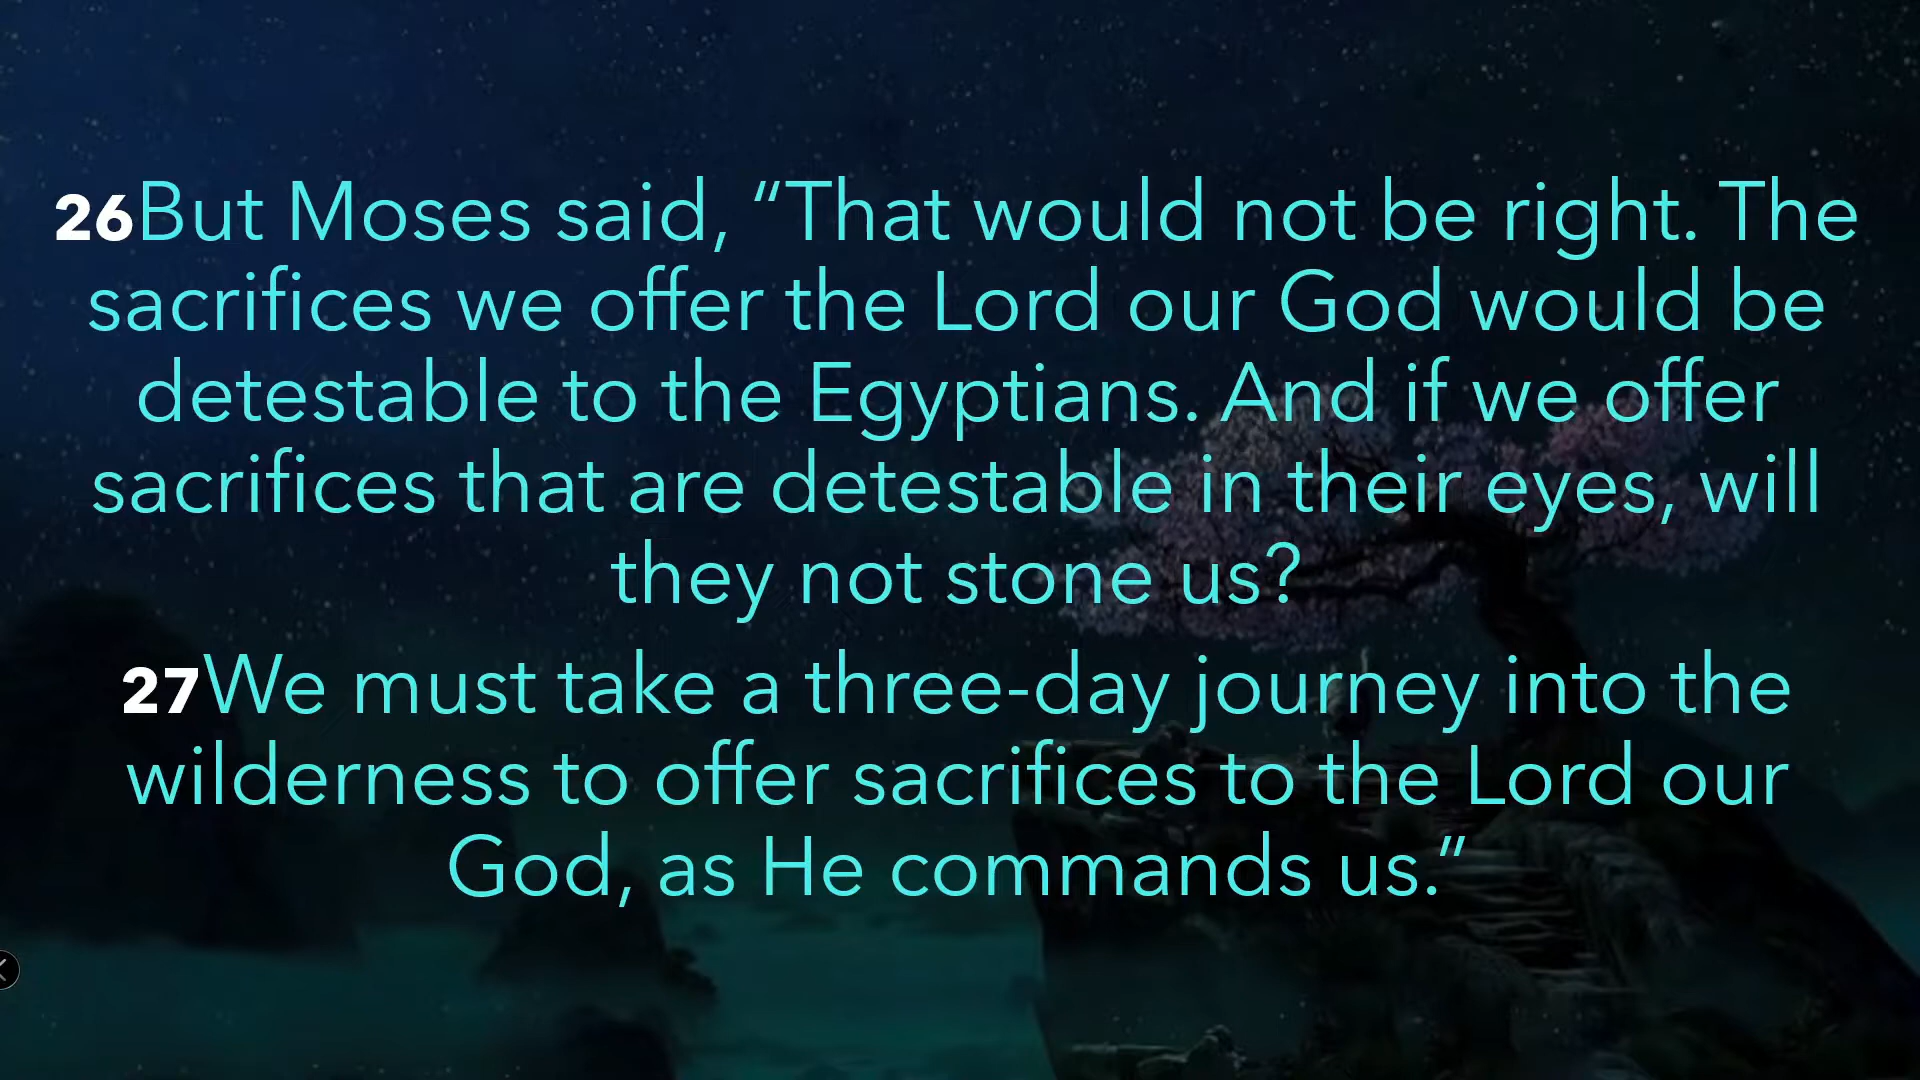 26But Moses said, “That would not be right. The
sacrifices we offer the Lord our God would be
detestable to the Egyptians. And if we offer
sacrifices that are detestable in their eyes, will
they not stone us?
27We must take a three-day journey into the
wilderness to offer sacrifices to the Lord our
God, as He commands us.”